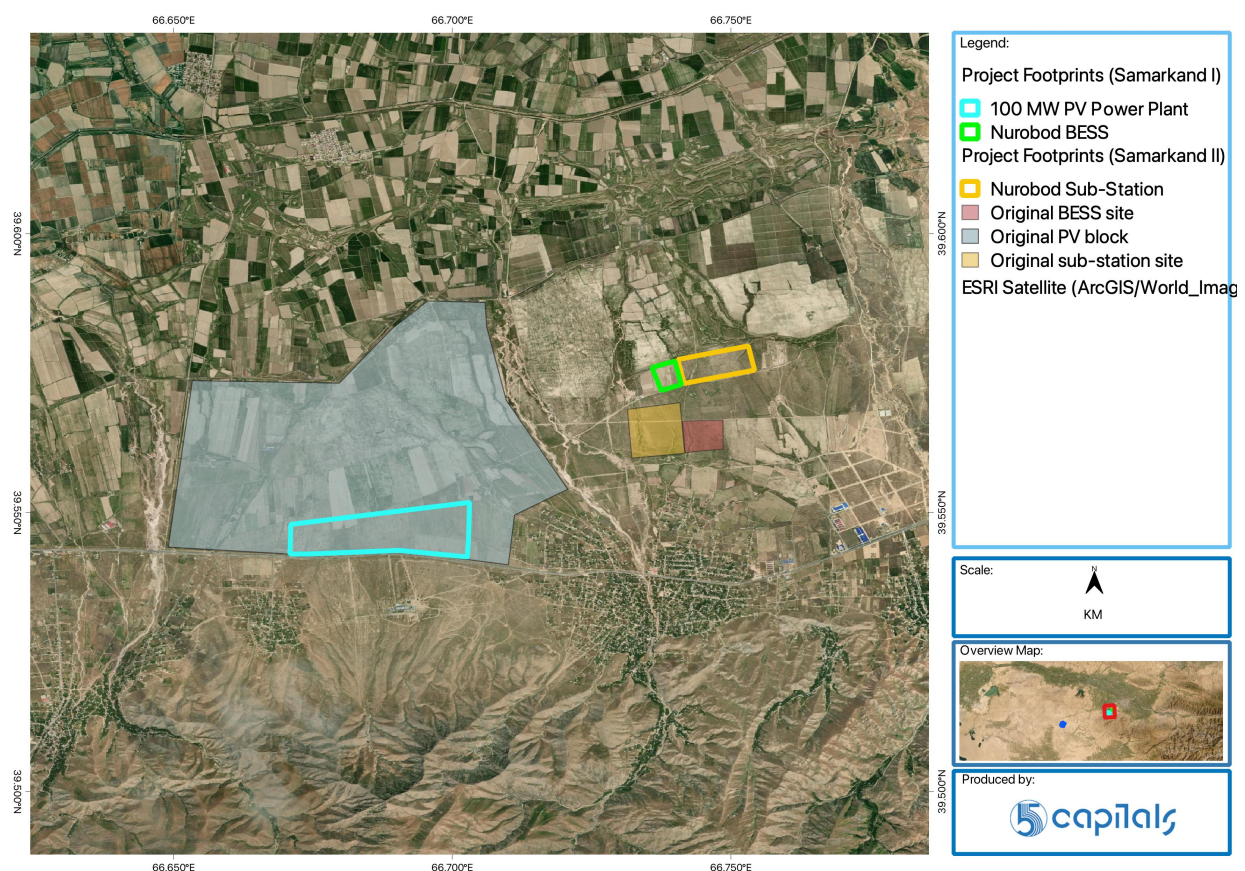 66.650°E
66.700°E
66.750°E
39.600°N
39.550°N
39.500°N
39.600°N
39.550°N
39.500°N
66.650°E
66.700°E
66.750°E
Legend:
Project Footprints (Samarkand I)
100 MW PV Power Plant
Nurobod BESS
Project Footprints (Samarkand II)
Nurobod Sub-Station
Original BESS site
Original PV block
Original sub-station site
ESRI Satellite (ArcGIS/World_Imag
Scale:
N
KM
Overview Map:
Produced by:
5 capitals